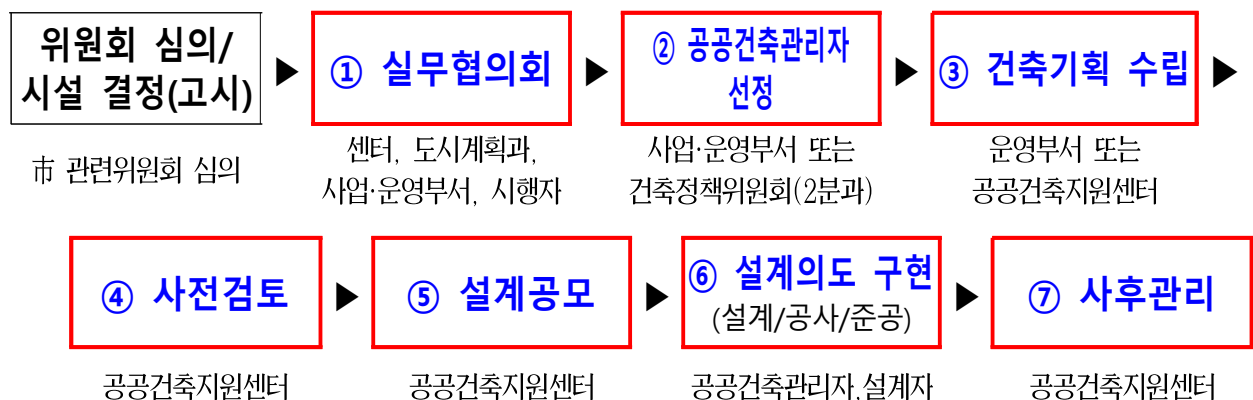 위원회 심의/
시설 결정(고시)
市 관련위원회 심의
▶
① 실무협의회
센터, 도시계획과,
사업·운영부서, 시행자
▶
② 공공건축관리자
선정
사업·운영부서 또는
건축정책위원회(2분과)
▶
③ 건축기획 수립
운영부서 또는
공공건축지원센터
▶
④ 사전검토
공공건축지원센터
▶
⑤ 설계공모
공공건축지원센터
▶
⑥ 설계의도 구현
(설계/공사/준공)
공공건축관리자,설계자
▶
⑦ 사후관리
공공건축지원센터